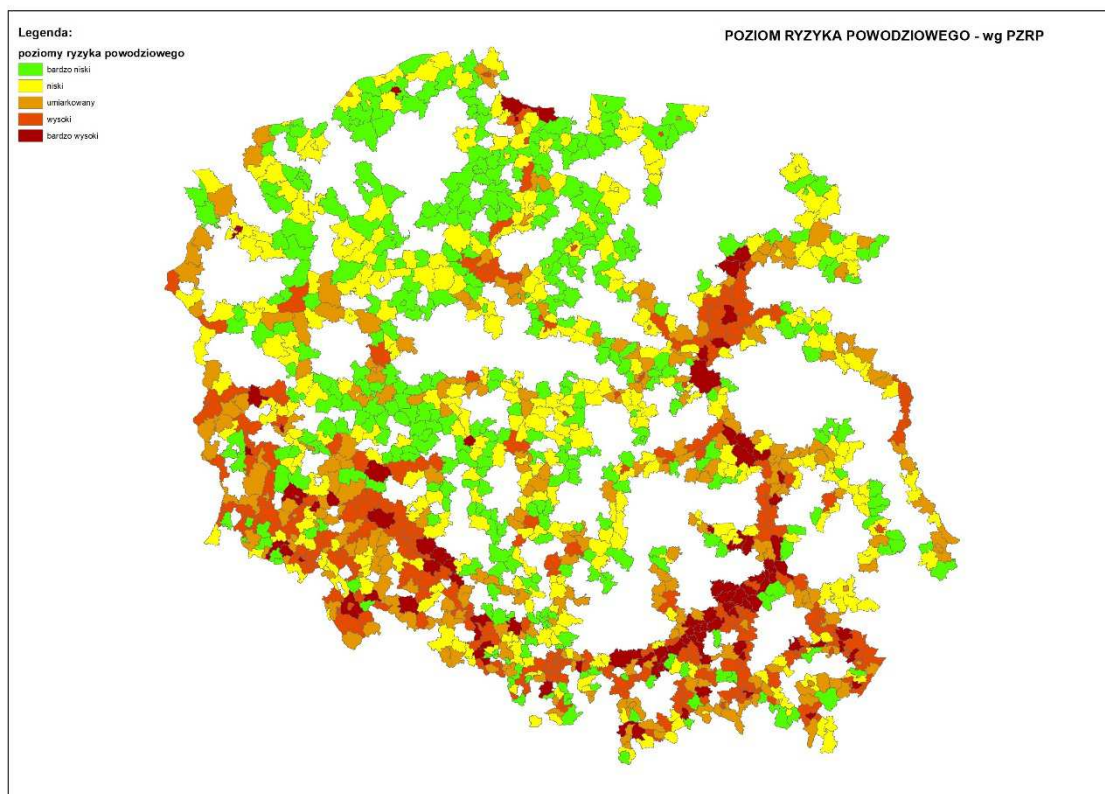 Legenda:
POZIOM RYZYKA POWODZIOWEGO - wg PZRP
poziomy ryzyka powodziowego
bardzo niski
niski
umiarkowany
wysoki
bardzo wysoki